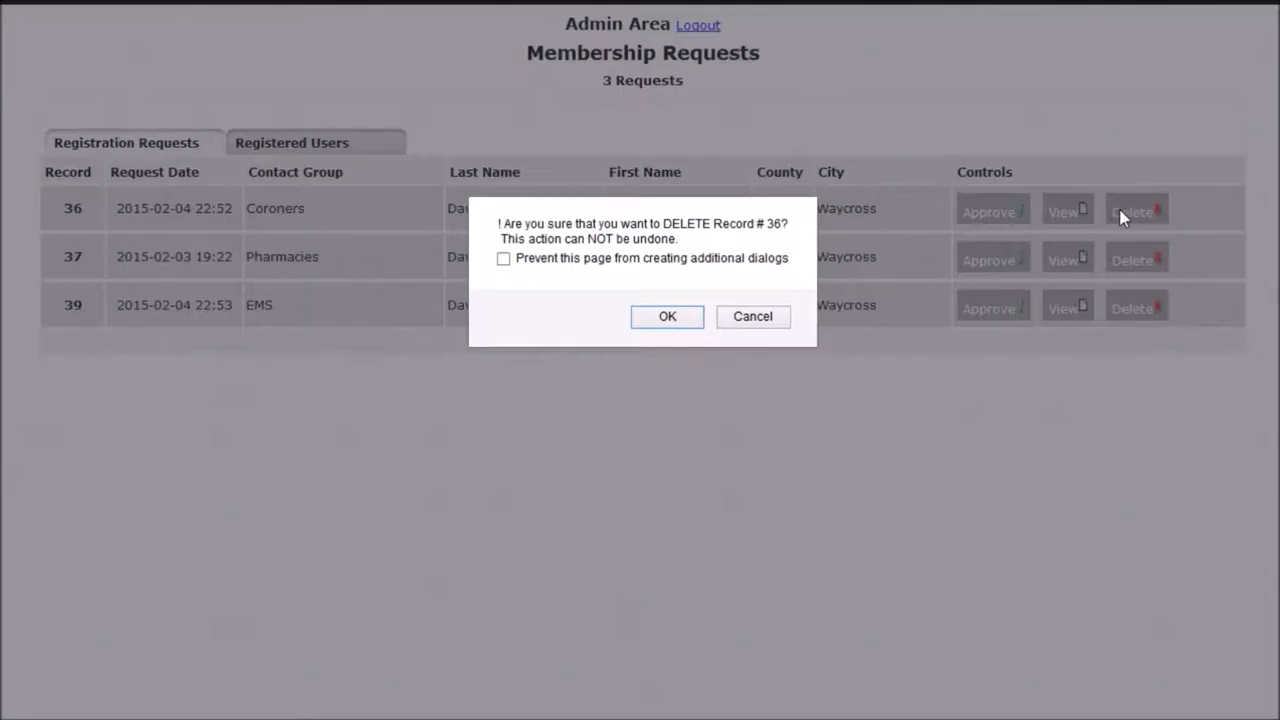 Admin Area Logout
Membership Requests
3 Requests
Registration Requests Registered Users
Record Request Date Contact Group Last Name First Name County City Controls
36 2015-02-04 22:52 Coroners Waycross Approve View Delete
37 2015-02-03 19:22 Pharmacies Waycross Approve View Delete
39 2015-02-04 22:53 EMS Waycross Approve View Delete
! Are you sure that you want to DELETE Record # 36?
This action can NOT be undone.
Prevent this page from creating additional dialogs
OK Cancel